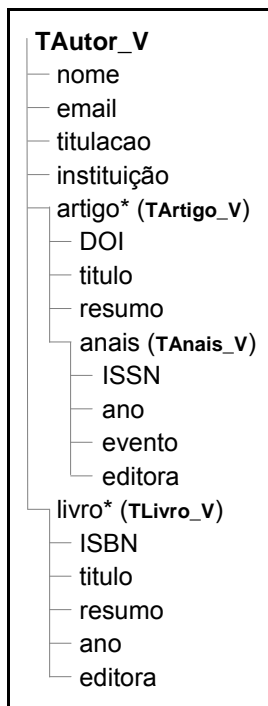 TAutor_V
nome
email
titulacao
instituição
artigo* (TArtigo_V)
DOI
titulo
resumo
anais (TAnais_V)
ISSN
ano
evento
editora
livro* (TLivro_V)
ISBN
titulo
resumo
ano
editora